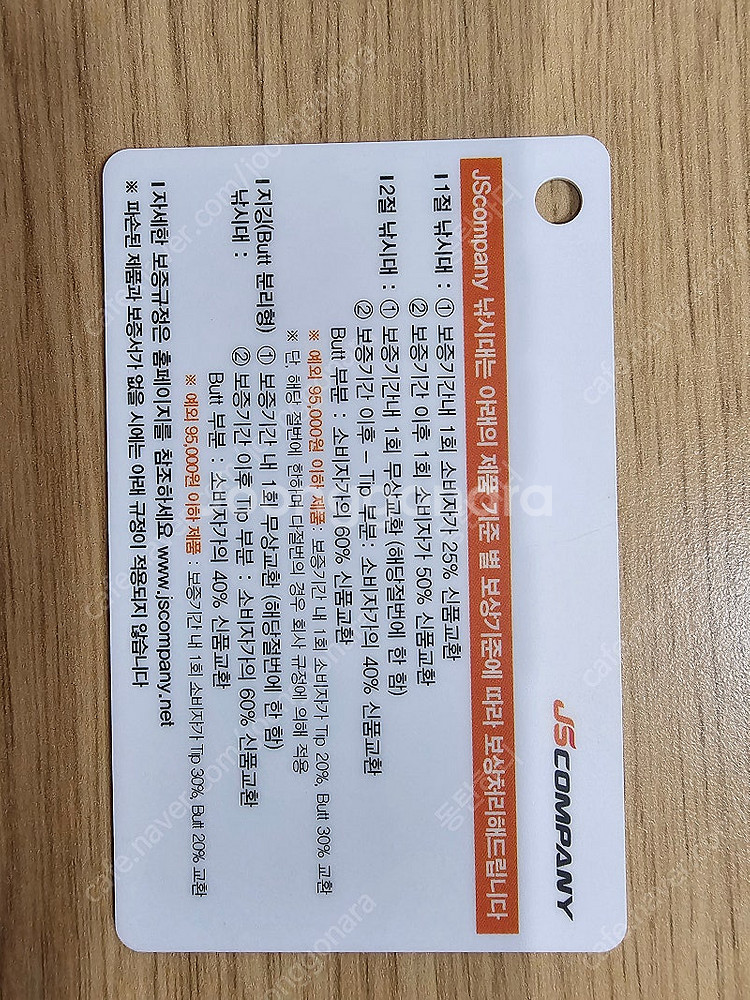 JSCOMPANY
JScompany 낚시대는 아래의 제품 기준 별 보상기준에 따라 보상처리해드립니다
1절 낚시대 : ① 보증기간내 1회 소비자가 25% 신품교환
② 보증기간 이후 1회 소비자가 50% 신품교환
2절 낚시대 : ① 보증기간내 1회 무상교환 (해당절번에 한 함)
② 보증기간 이후 - Tip 부분 : 소비자가의 40% 신품교환
Butt 부분 : 소비자가의 60% 신품교환
※ 예외 95,000원 이하 제품 : 보증기간 내 1회 소비자가 Tip 20%, Butt 30% 교환
※ 단, 해당 절번에 한하며 다절번의 경우 회사 규정에 의해 적용
지깅(Butt 분리형) ① 보증기간 내 1회 무상교환 (해당절번에 한 함)
낚시대 : ② 보증기간 이후 Tip 부분 : 소비자가의 60% 신품교환
Butt 부분 : 소비자가의 40% 신품교환
※ 예외 95,000원 이하 제품 : 보증기간 내 1회 소비자가 Tip 30%, Butt 20% 교환
자세한 보증규정은 홈페이지를 참조하세요 www.jscompany.net
※ 파손된 제품과 보증서가 없을 시에는 아래 규정이 적용되지 않습니다